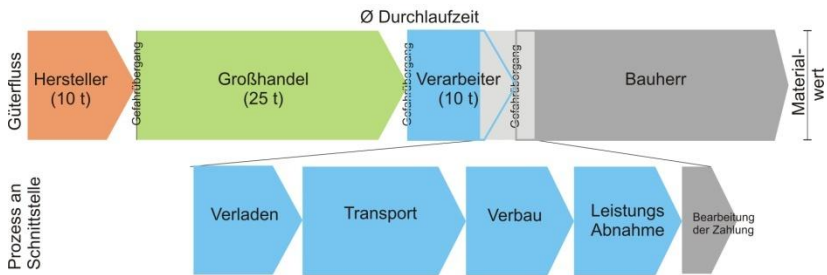 Ø Durchlaufzeit
Güterfluss
Hersteller
(10 t)
Gefahrübergang
Großhandel
(25 t)
Gefahrübergang
Verarbeiter
(10 t)
Gefahrübergang
Bauherr
Material-
wert
Prozess an
Schnittstelle
Verladen
Transport
Verbau
Leistungs
Abnahme
Bearbeitung
der Zahlung